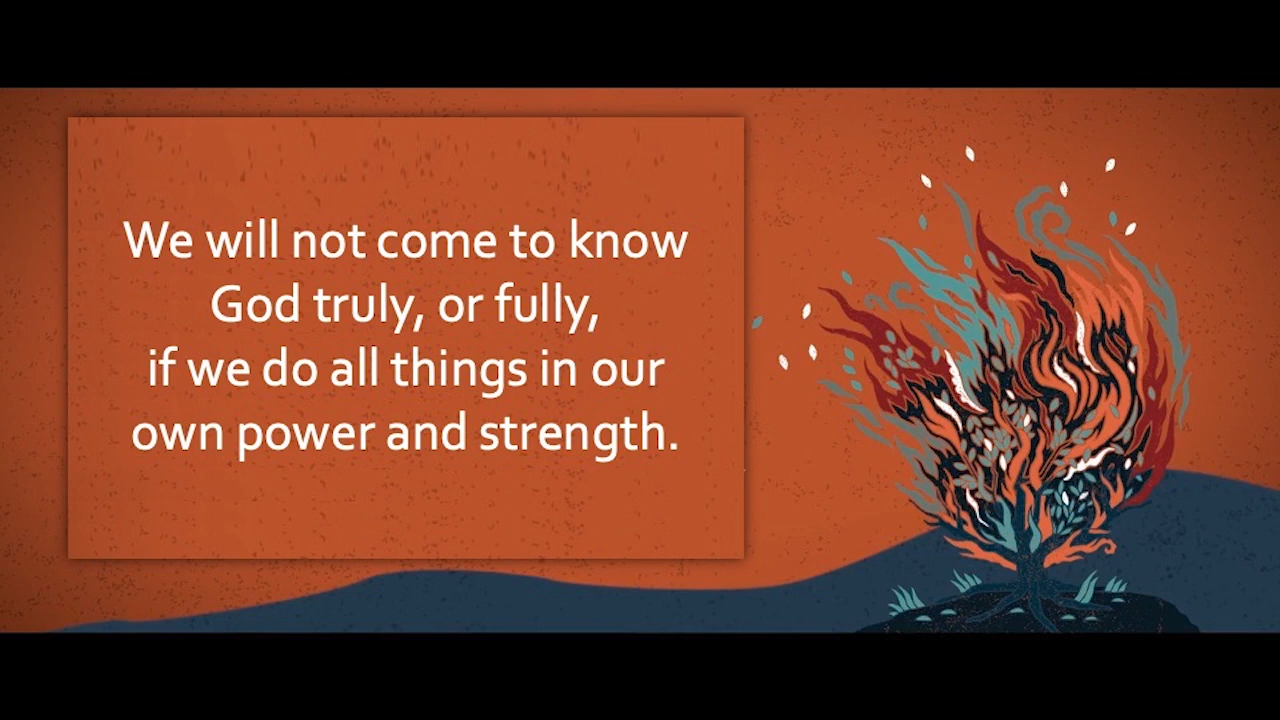 We will not come to know
God truly, or fully,
if we do all things in our
own power and strength.